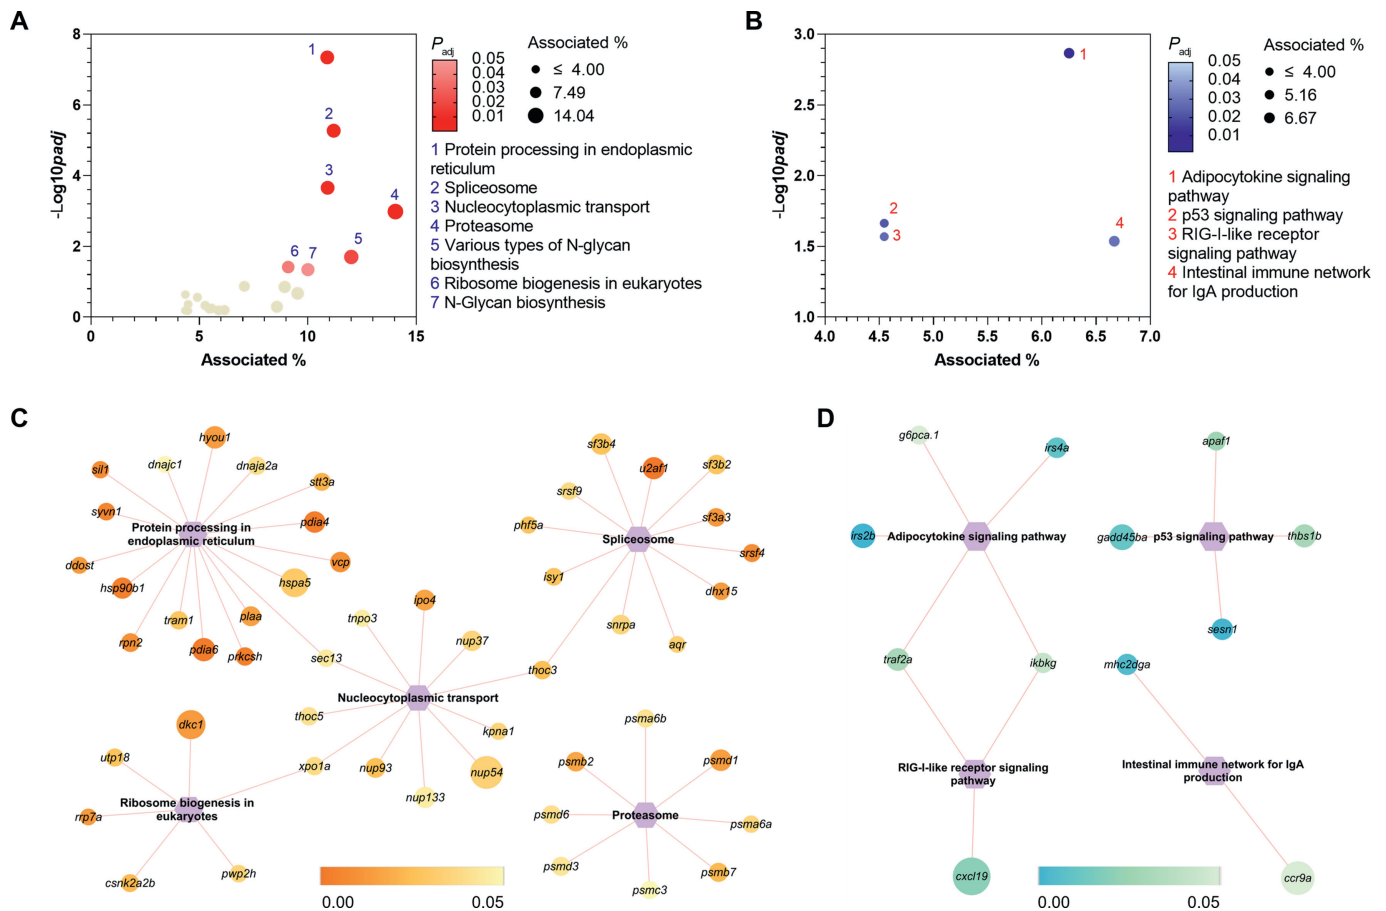 A
8
6
4
2
0
-Log10padj
0
5
10
15
Associated %
1
2
3
4
5
6
7
Padj
0.05
0.04
0.03
0.02
0.01
Associated %
≤ 4.00
7.49
14.04
1 Protein processing in endoplasmic
reticulum
2 Spliceosome
3 Nucleocytoplasmic transport
4 Proteasome
5 Various types of N-glycan
biosynthesis
6 Ribosome biogenesis in eukaryotes
7 N-Glycan biosynthesis
B
3.0
2.5
2.0
1.5
1.0
-Log10padj
4.0
4.5
5.0
5.5
6.0
6.5
7.0
Associated %
1
2
3
4
Padj
0.05
0.04
0.03
0.02
0.01
Associated %
≤ 4.00
5.16
6.67
1 Adipocytokine signaling
pathway
2 p53 signaling pathway
3 RIG-I-like receptor
signaling pathway
4 Intestinal immune network
for IgA production
C
hyou1
sil1
dnajc1
dnaja2a
stt3a
syvn1
pdia4
Protein processing in
endoplasmic reticulum
ddost
vcp
hsp90b1
hspa5
tram1
plaa
rpn2
pdia6
prkcsh
sec13
sf3b4
u2af1
sf3b2
srsf9
phf5a
sf3a3
Spliceosome
srsf4
isy1
dhx15
snrpa
aqr
thoc3
ipo4
tnpo3
nup37
Nucleocytoplasmic transport
thoc5
kpna1
xpo1a
nup93
nup54
nup133
dkc1
utp18
Ribosome biogenesis in
eukaryotes
rrp7a
csnk2a2b
pwp2h
psma6b
psmb2
psmd1
psmd6
Proteasome
psma6a
psmd3
psmb7
psmc3
0.00
0.05
D
g6pca.1
irs4a
irs2b
Adipocytokine signaling pathway
traf2a
ikbkg
RIG-I-like receptor signaling
pathway
cxcl19
apaf1
gadd45ba
p53 signaling pathway
thbs1b
sesn1
mhc2dga
Intestinal immune network for IgA
production
ccr9a
0.00
0.05